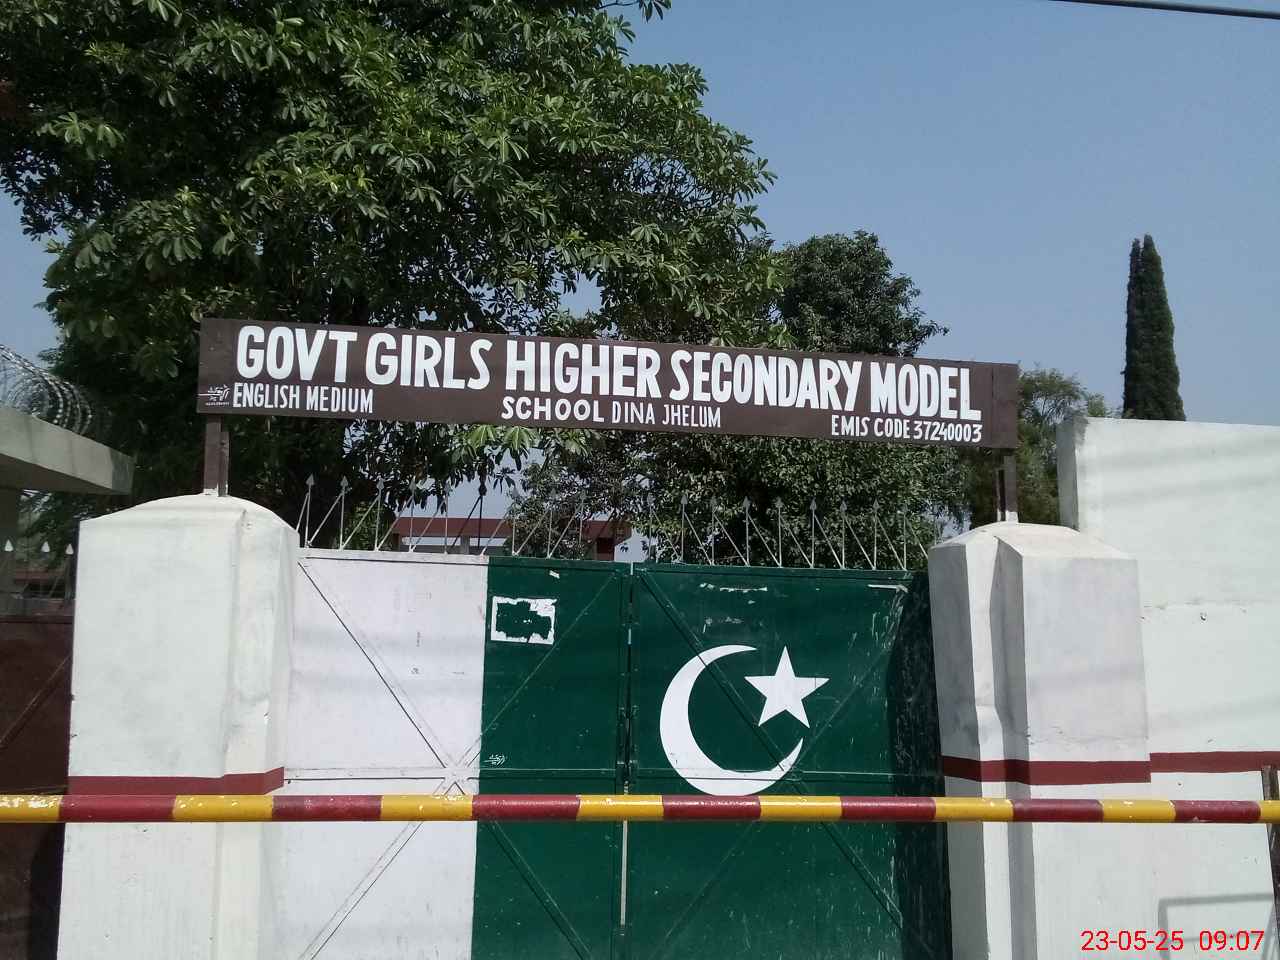 GOVT GIRLS HIGHER SECONDARY MODEL
ENGLISH MEDIUM
SCHOOL DINA JHELUM
EMIS CODE 37240003
23-05-25 09:07